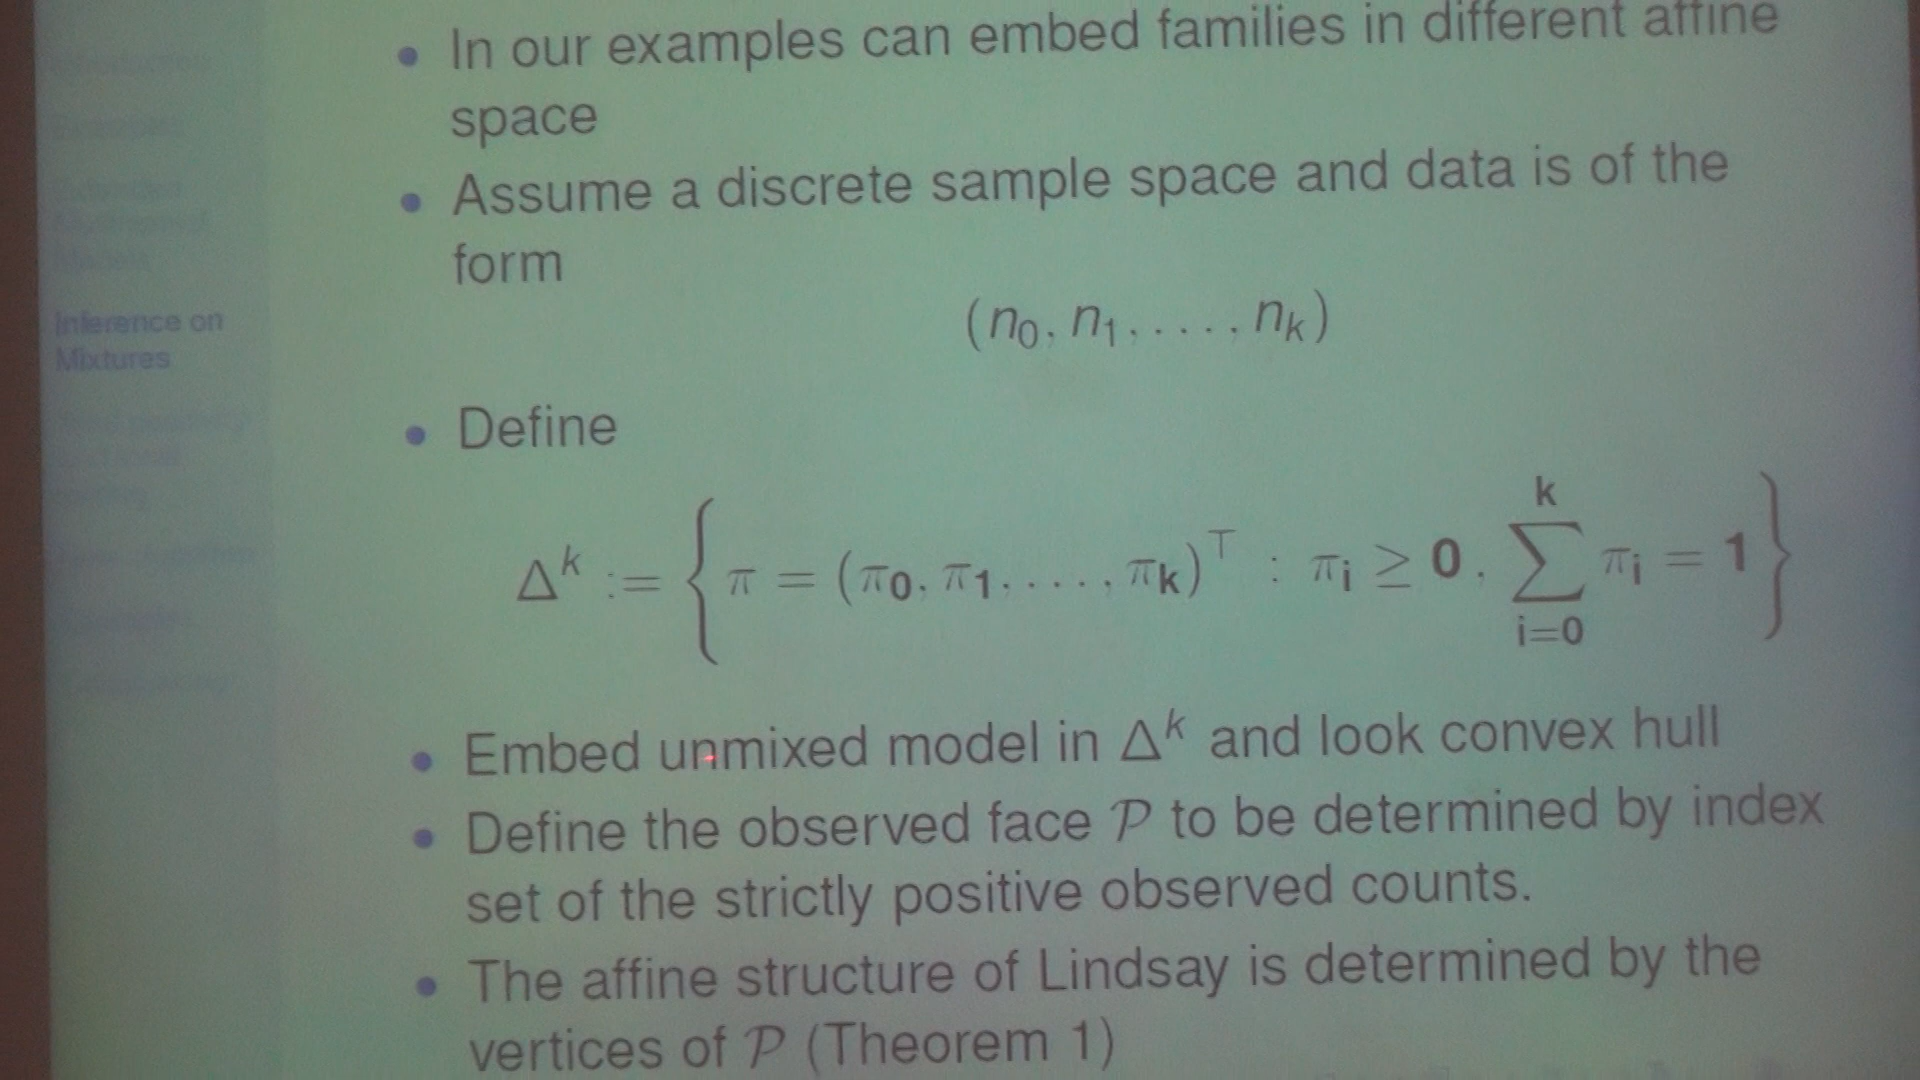 • In our examples can embed families in different affine
space
• Assume a discrete sample space and data is of the
form
(n₀, n₁, . . . , nₖ)
Inference on
Mixtures
• Define
Δᵏ := { π = (π₀, π₁, . . . , πₖ)ᵀ : πᵢ ≥ 0, ∑ᵢ₌₀ᵏ πᵢ = 1 }
• Embed unmixed model in Δᵏ and look convex hull
• Define the observed face 𝒫 to be determined by index
set of the strictly positive observed counts.
• The affine structure of Lindsay is determined by the
vertices of 𝒫 (Theorem 1)